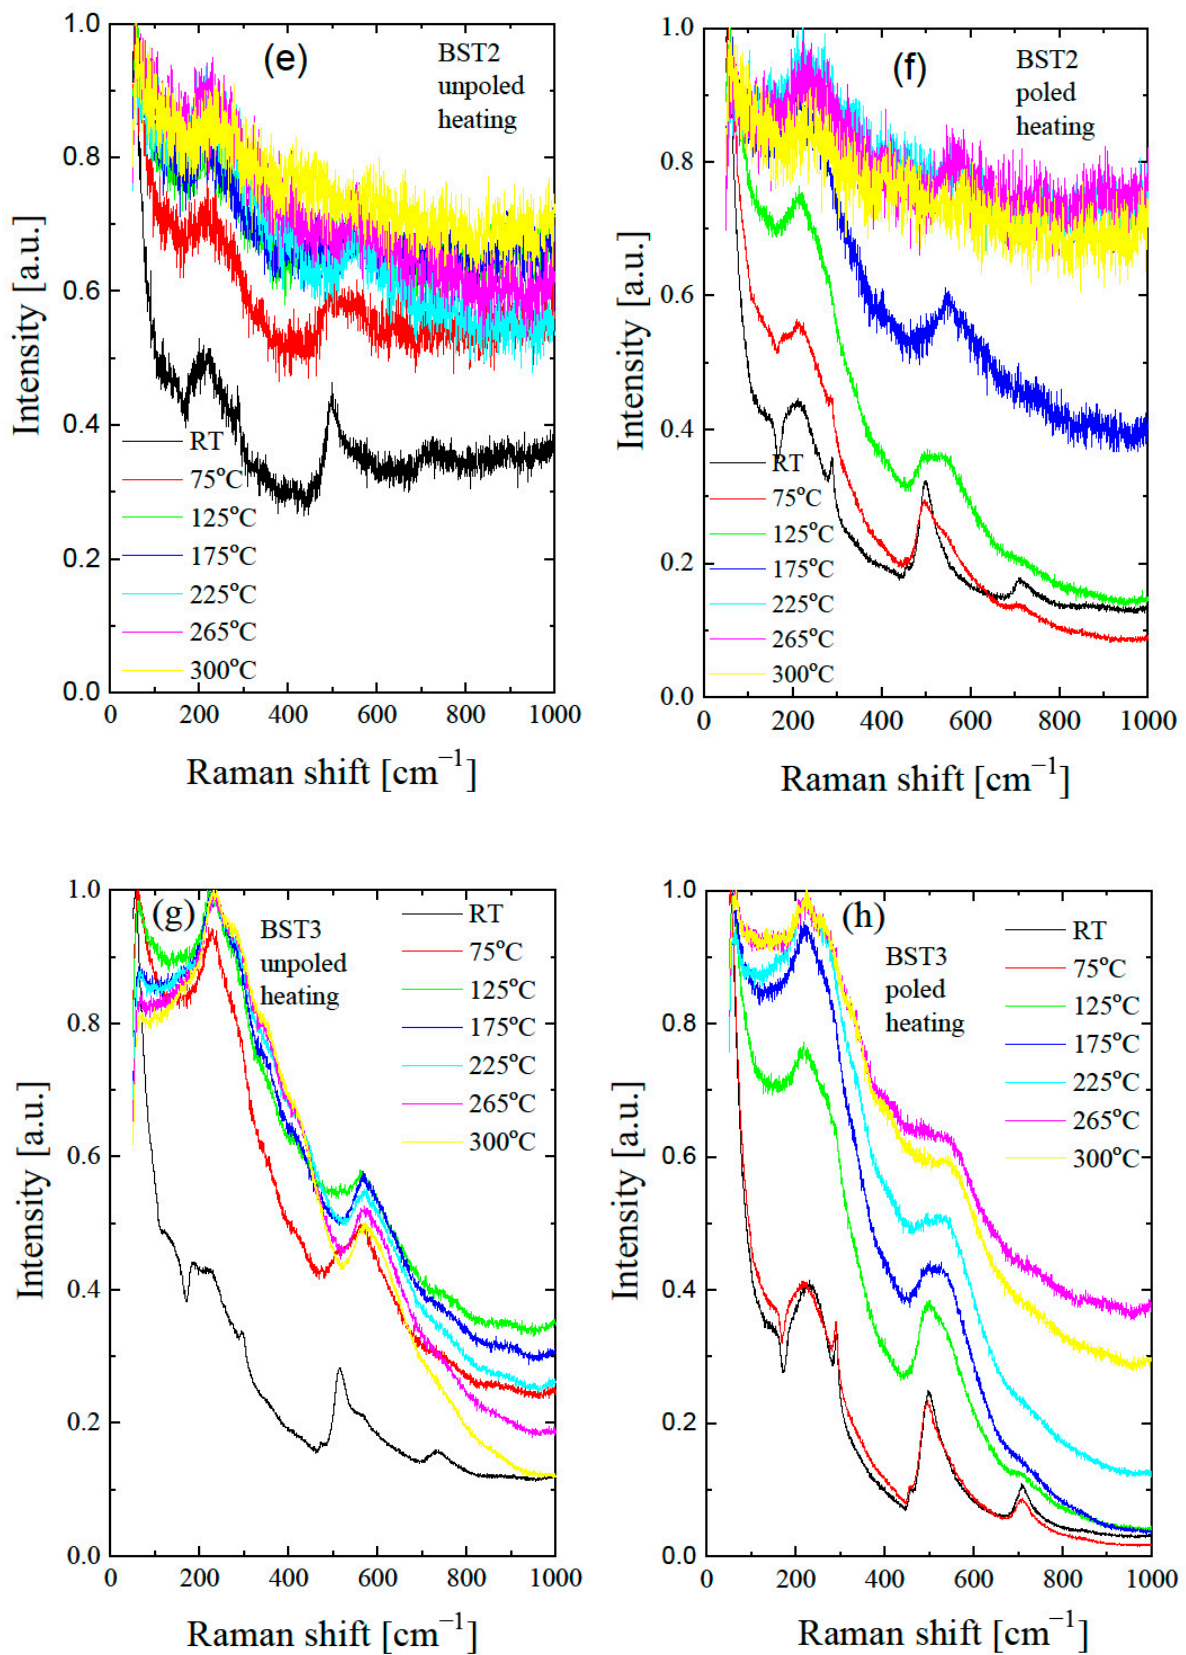 (e)
BST2
unpoled
heating
1.0
0.8
0.6
0.4
0.2
0.0
Intensity [a.u.]
RT
75°C
125°C
175°C
225°C
265°C
300°C
0 200 400 600 800 1000
Raman shift [cm⁻¹]
(f)
BST2
poled
heating
1.0
0.8
0.6
0.4
0.2
0.0
Intensity [a.u.]
RT
75°C
125°C
175°C
225°C
265°C
300°C
0 200 400 600 800 1000
Raman shift [cm⁻¹]
(g)
BST3
unpoled
heating
1.0
0.8
0.6
0.4
0.2
0.0
Intensity [a.u.]
RT
75°C
125°C
175°C
225°C
265°C
300°C
0 200 400 600 800 1000
Raman shift [cm⁻¹]
(h)
BST3
poled
heating
1.0
0.8
0.6
0.4
0.2
0.0
Intensity [a.u.]
RT
75°C
125°C
175°C
225°C
265°C
300°C
0 200 400 600 800 1000
Raman shift [cm⁻¹]